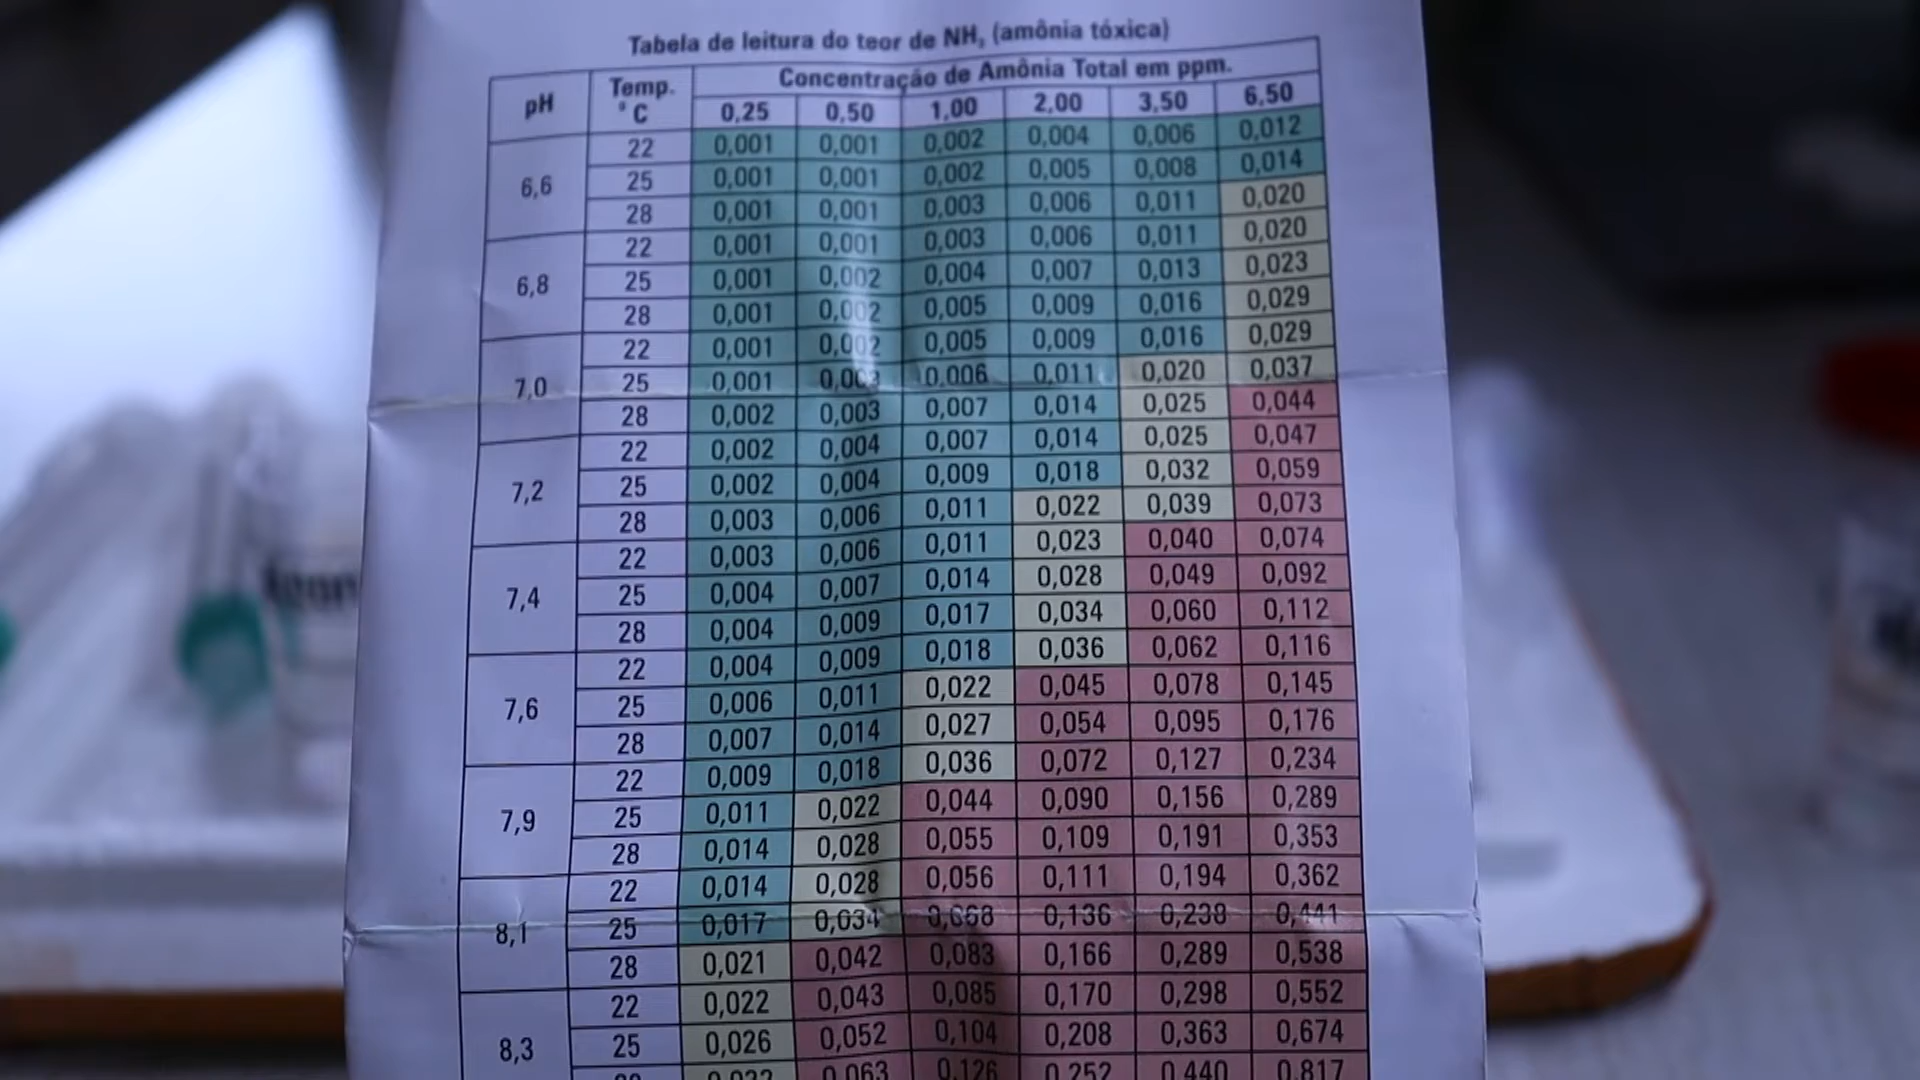 Tabela de leitura do teor de NH₃ (amônia tóxica)
pH Temp. °C Concentração de Amônia Total em ppm.
0,25 0,50 1,00 2,00 3,50 6,50
6,6 22 0,001 0,001 0,002 0,004 0,006 0,012
25 0,001 0,001 0,002 0,005 0,008 0,014
28 0,001 0,001 0,003 0,006 0,011 0,020
6,8 22 0,001 0,001 0,003 0,006 0,011 0,020
25 0,001 0,002 0,004 0,007 0,013 0,023
28 0,001 0,002 0,005 0,009 0,016 0,029
7,0 22 0,001 0,002 0,005 0,009 0,016 0,029
25 0,001 0,003 0,006 0,011 0,020 0,037
28 0,002 0,003 0,007 0,014 0,025 0,044
7,2 22 0,002 0,004 0,007 0,014 0,025 0,047
25 0,002 0,004 0,009 0,018 0,032 0,059
28 0,003 0,006 0,011 0,022 0,039 0,073
7,4 22 0,003 0,006 0,011 0,023 0,040 0,074
25 0,004 0,007 0,014 0,028 0,049 0,092
28 0,004 0,009 0,017 0,034 0,060 0,112
7,6 22 0,004 0,009 0,018 0,036 0,062 0,116
25 0,006 0,011 0,022 0,045 0,078 0,145
28 0,007 0,014 0,027 0,054 0,095 0,176
7,9 22 0,009 0,018 0,036 0,072 0,127 0,234
25 0,011 0,022 0,044 0,090 0,156 0,289
28 0,014 0,028 0,055 0,109 0,191 0,353
8,1 22 0,014 0,028 0,056 0,111 0,194 0,362
25 0,017 0,034 0,068 0,136 0,238 0,441
28 0,021 0,042 0,083 0,166 0,289 0,538
8,3 22 0,022 0,043 0,085 0,170 0,298 0,552
25 0,026 0,052 0,104 0,208 0,363 0,674
0,063 0,126 0,252 0,440 0,817